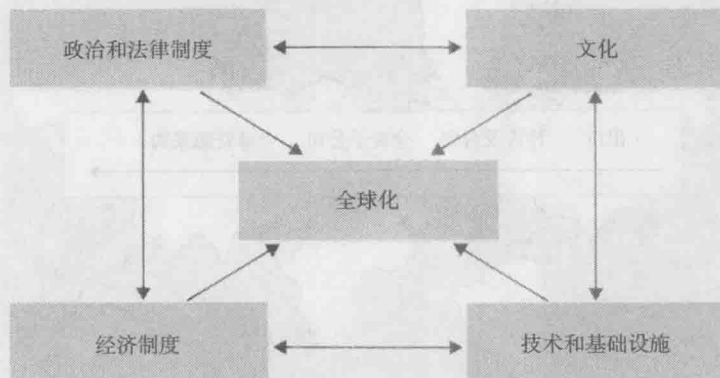 政治和法律制度
文化
全球化
经济制度
技术和基础设施